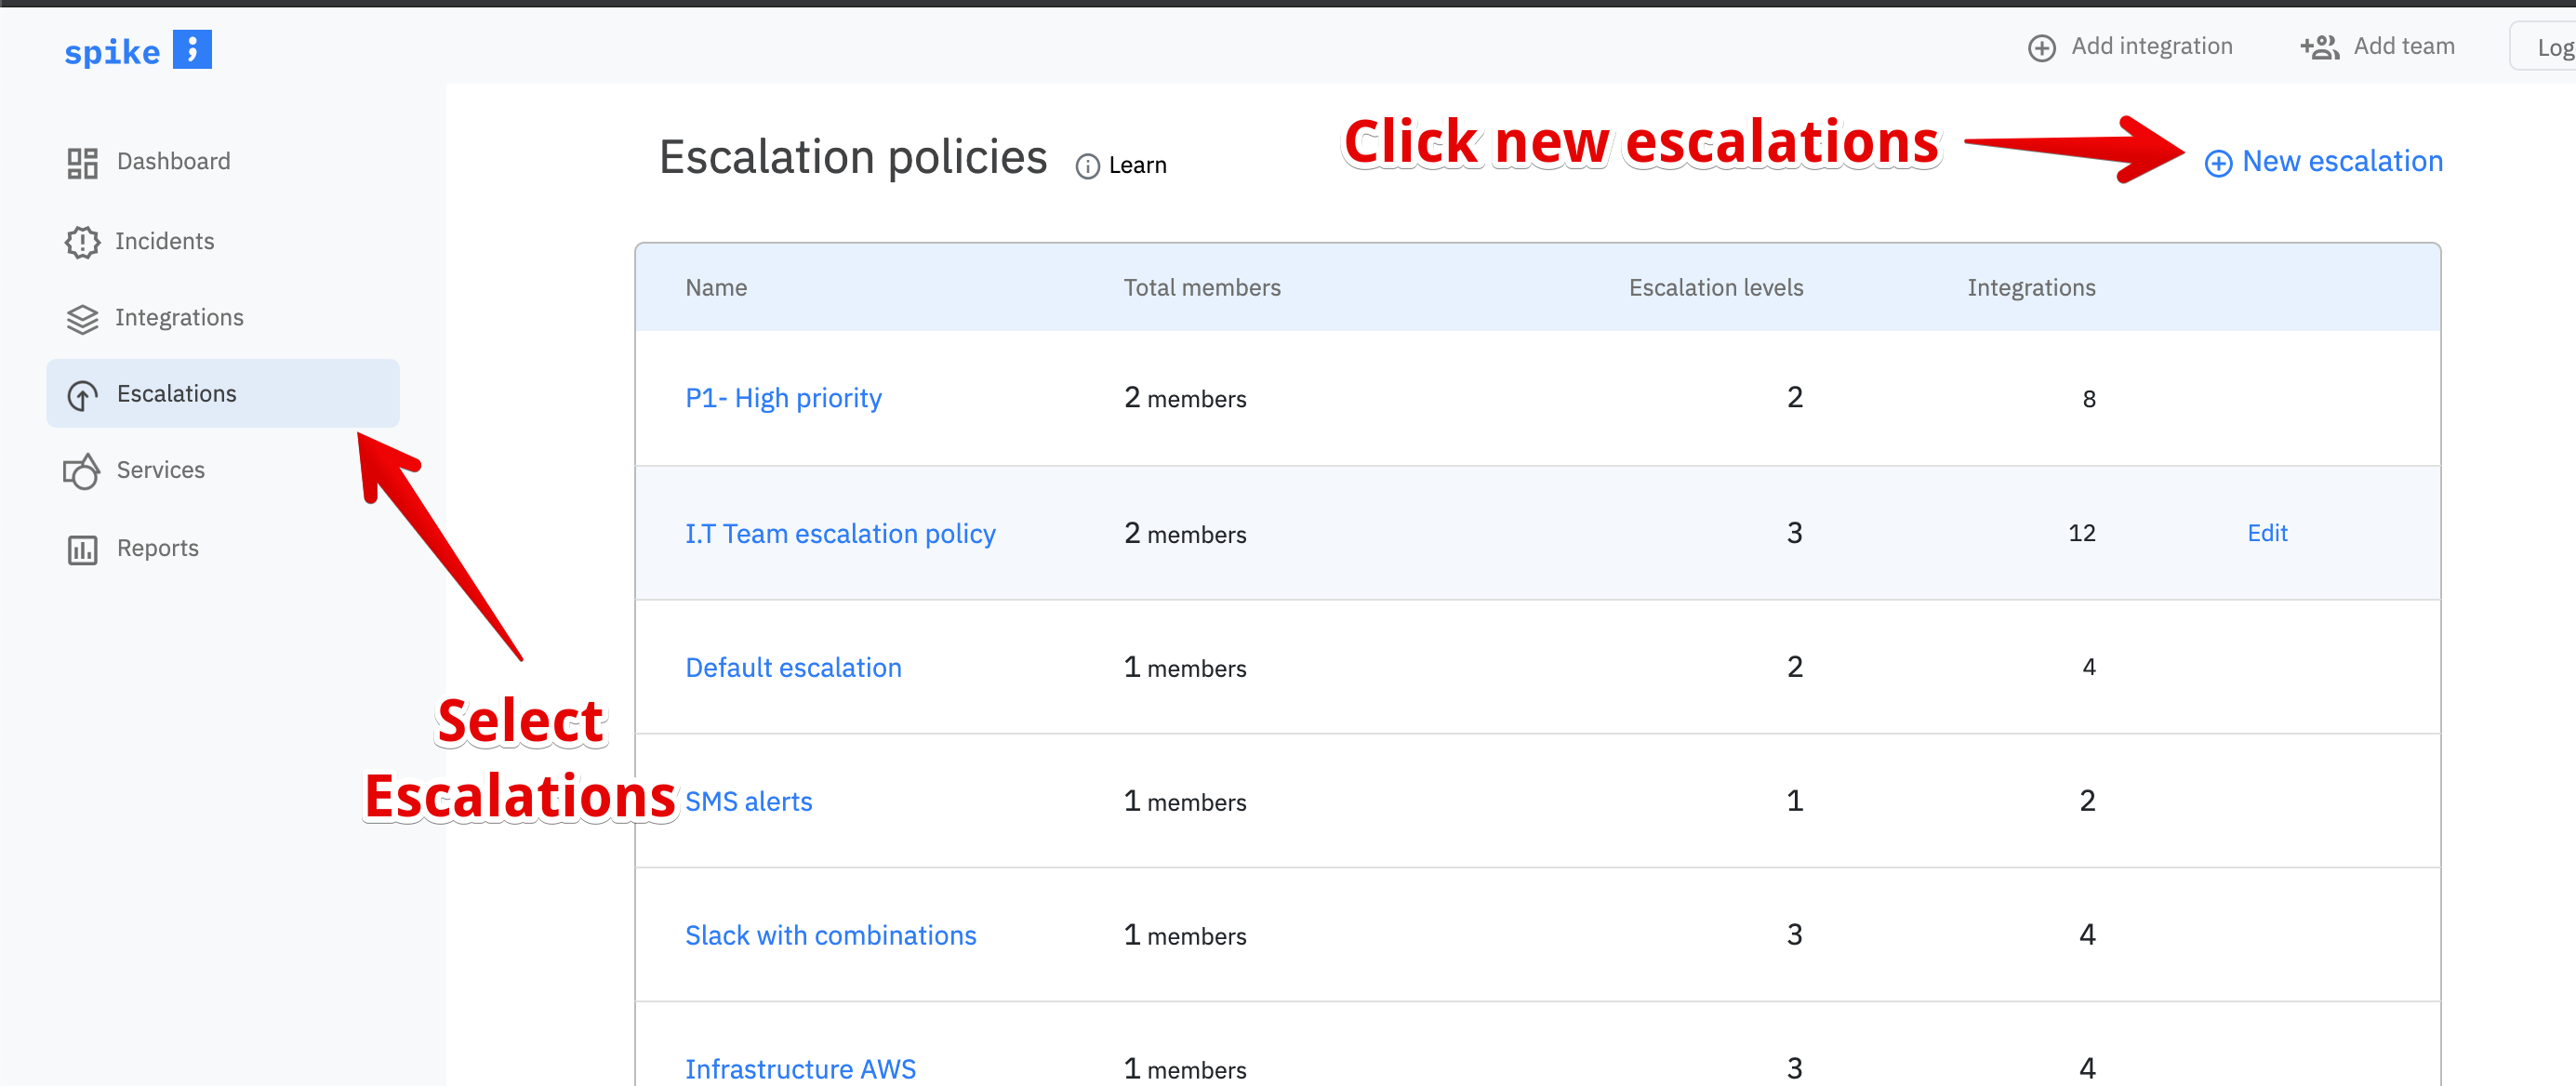 spike ;
Add integration
Add team
Dashboard
Incidents
Integrations
Escalations
Services
Reports
Escalation policies
Learn
Click new escalations
New escalation
Name Total members Escalation levels Integrations
P1- High priority 2 members 2 8
I.T Team escalation policy 2 members 3 12 Edit
Default escalation 1 members 2 4
SMS alerts 1 members 1 2
Slack with combinations 1 members 3 4
Infrastructure AWS 1 members 3 4
Select
Escalations